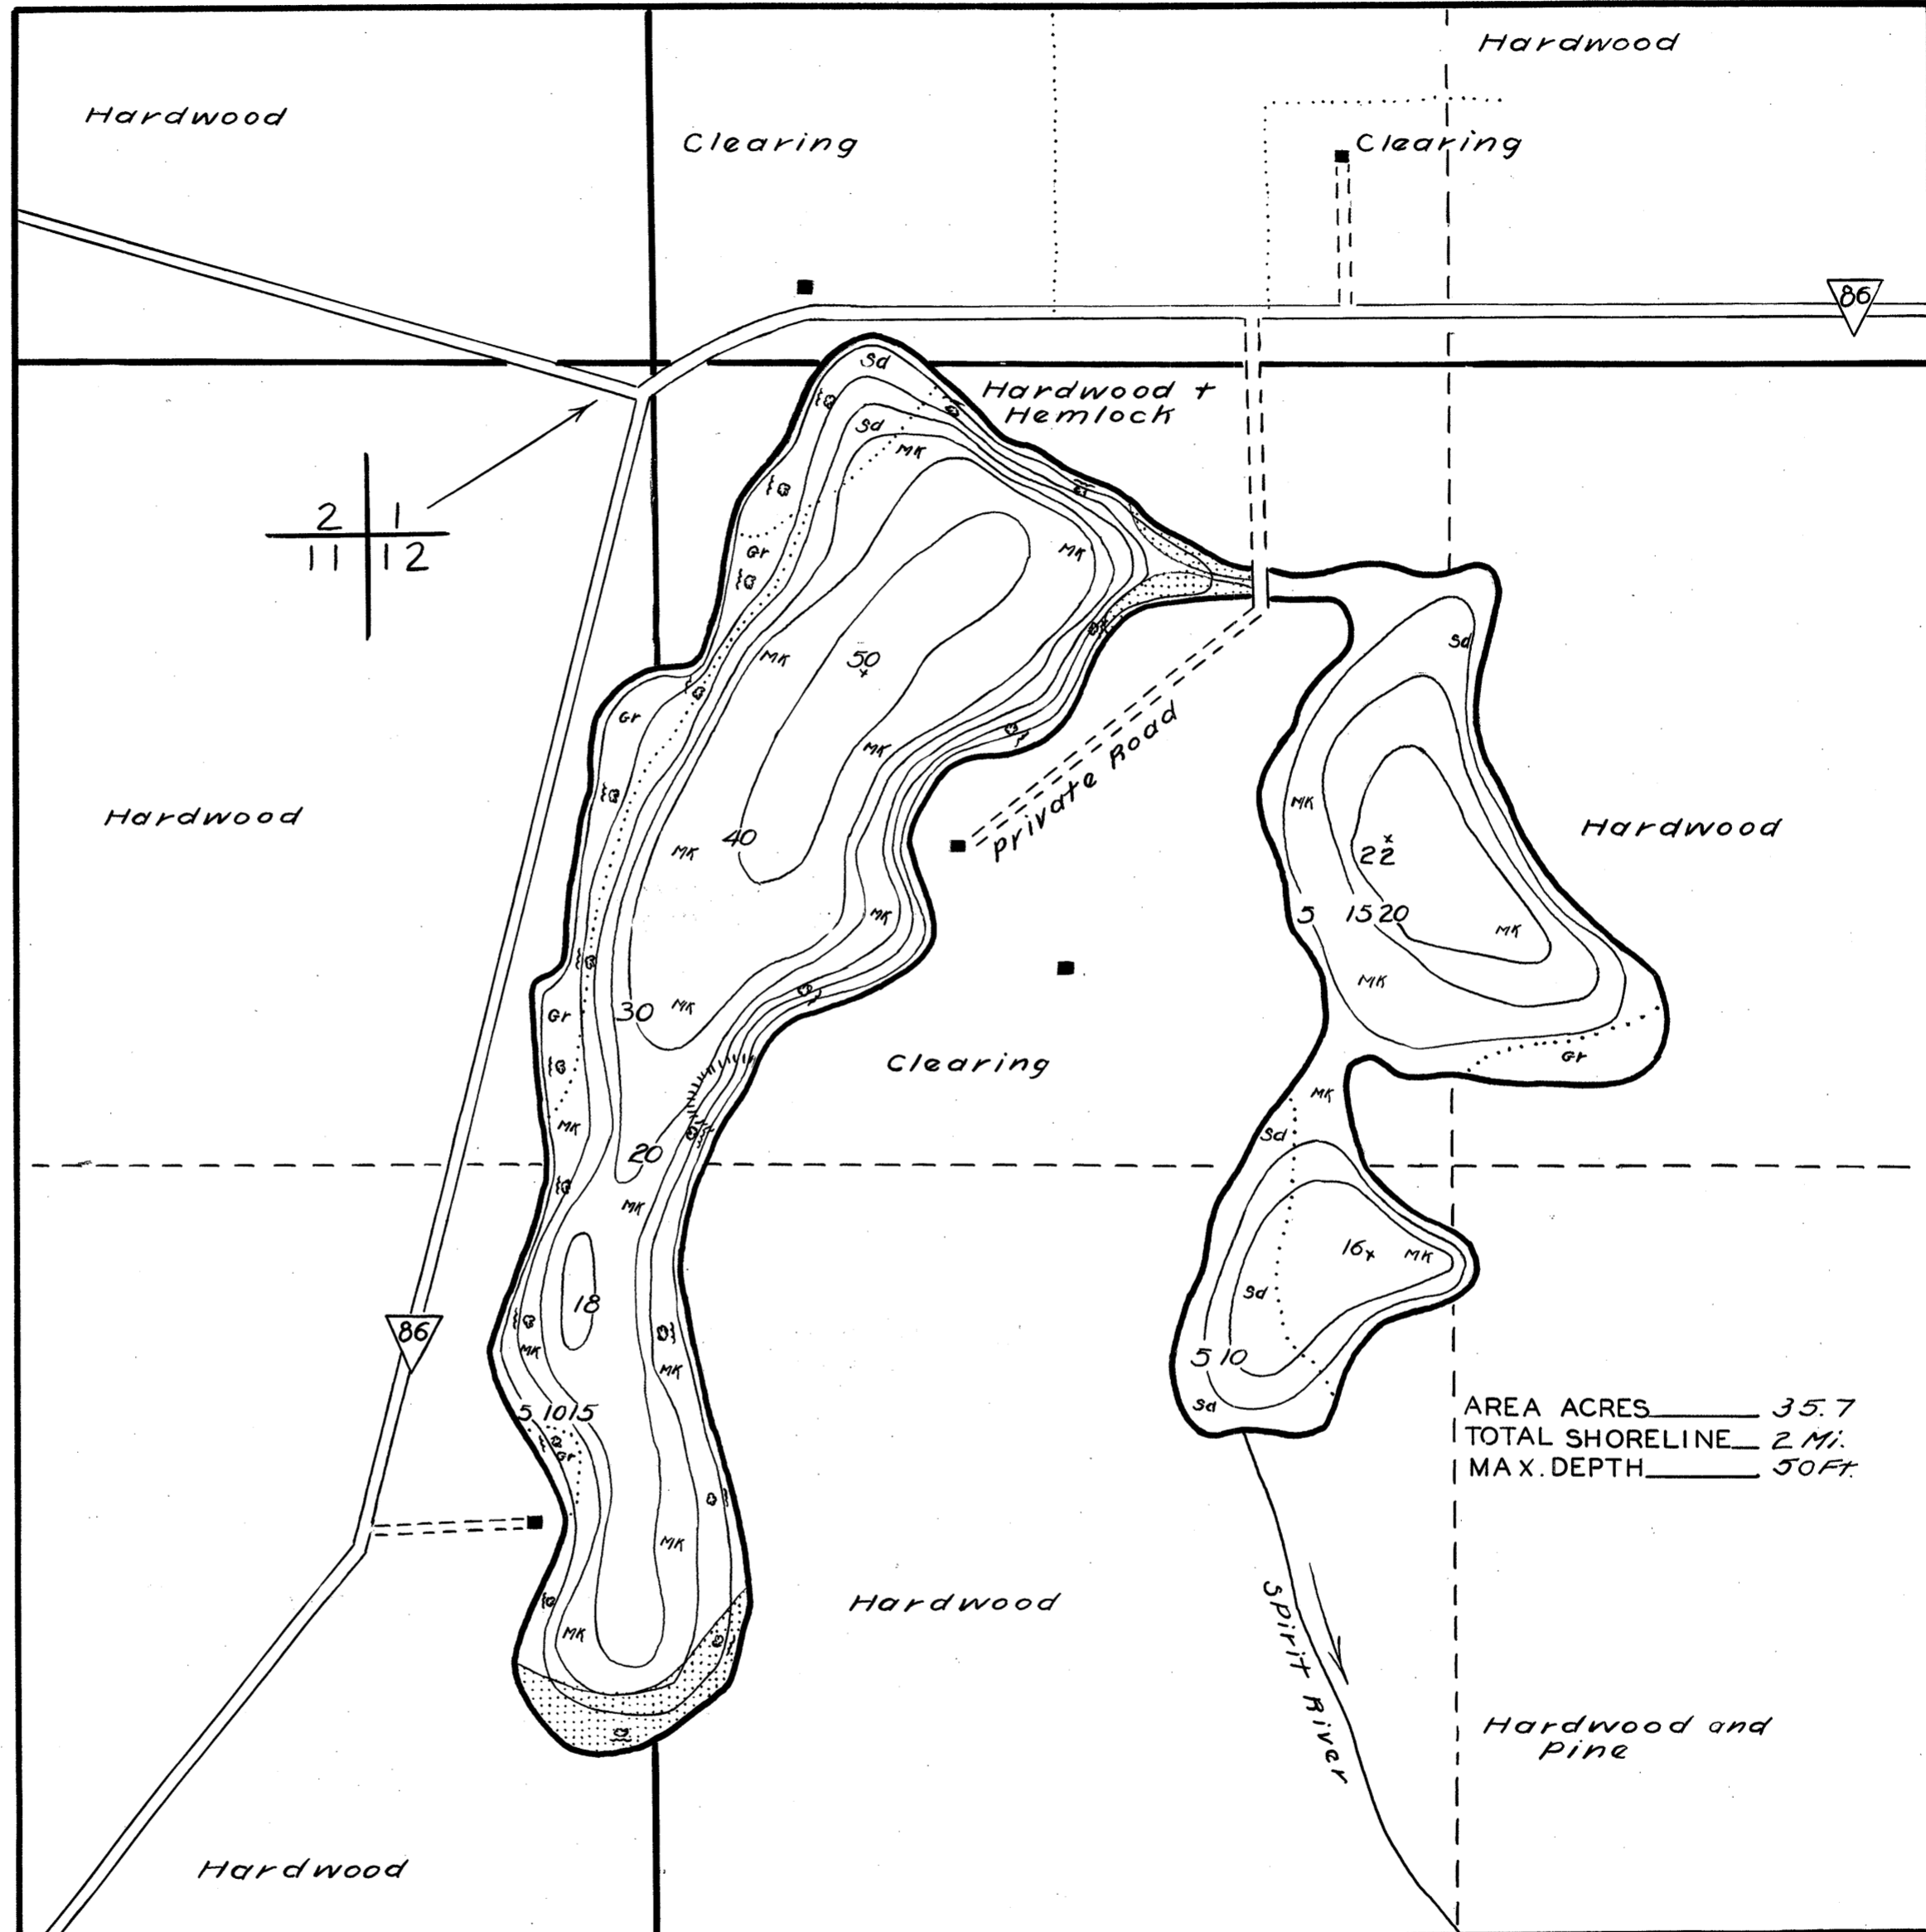 Hardwood
Hardwood
Clearing
Clearing
86
Sd
Hardwood +
Hemlock
Sd
MK
2 1
11 12
Gr
MK
Sd
MK
50
Gr
MK
Private Road
MK
Hardwood
40
MK
Hardwood
22
MK
5 15 20
MK
MK
30
MK
Gr
Gr
Clearing
MK
MK
Sd
20
MK
16
MK
Sd
18
86
MK
MK
5 10
Sd
5 10 15
Gr
AREA ACRES 35.7
TOTAL SHORELINE 2 Mi.
MAX. DEPTH 50 Ft.
MK
Hardwood
MK
Spirit River
Hardwood and
Pine
Hardwood